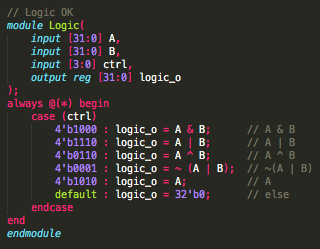 // Logic OK
module Logic(
    input [31:0] A,
    input [31:0] B,
    input [3:0] ctrl,
    output reg [31:0] logic_o
);
always @(*) begin
    case (ctrl)
        4'b1000 : logic_o = A & B;      // A & B
        4'b1110 : logic_o = A | B;      // A | B
        4'b0110 : logic_o = A ^ B;      // A ^ B
        4'b0001 : logic_o = ~ (A | B);  // ~(A | B)
        4'b1010 : logic_o = A;          // A
        default : logic_o = 32'b0;      // else
    endcase
end
endmodule